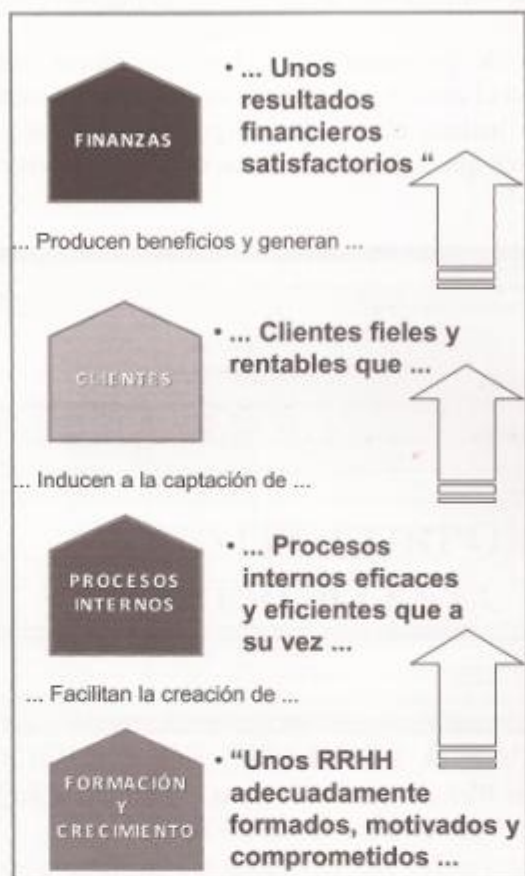 FINANZAS
• ... Unos
resultados
financieros
satisfactorios “
... Producen beneficios y generan ...
CLIENTES
• ... Clientes fieles y
rentables que ...
... Inducen a la captación de ...
PROCESOS
INTERNOS
• ... Procesos
internos eficaces
y eficientes que a
su vez ...
... Facilitan la creación de ...
FORMACIÓN
Y
CRECIMIENTO
• “Unos RRHH
adecuadamente
formados, motivados y
comprometidos ...